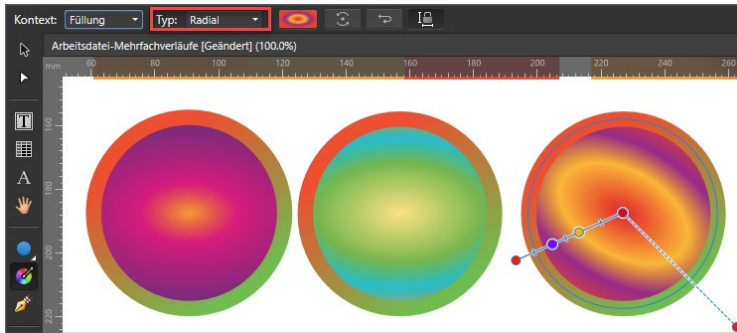 Kontext: Füllung Typ: Radial
Arbeitsdatei-Mehrfachverläufe [Geändert] (100.0%)
mm 60 80 100 120 140 160 180 200 220 240 260
160
180
200
220
T
A